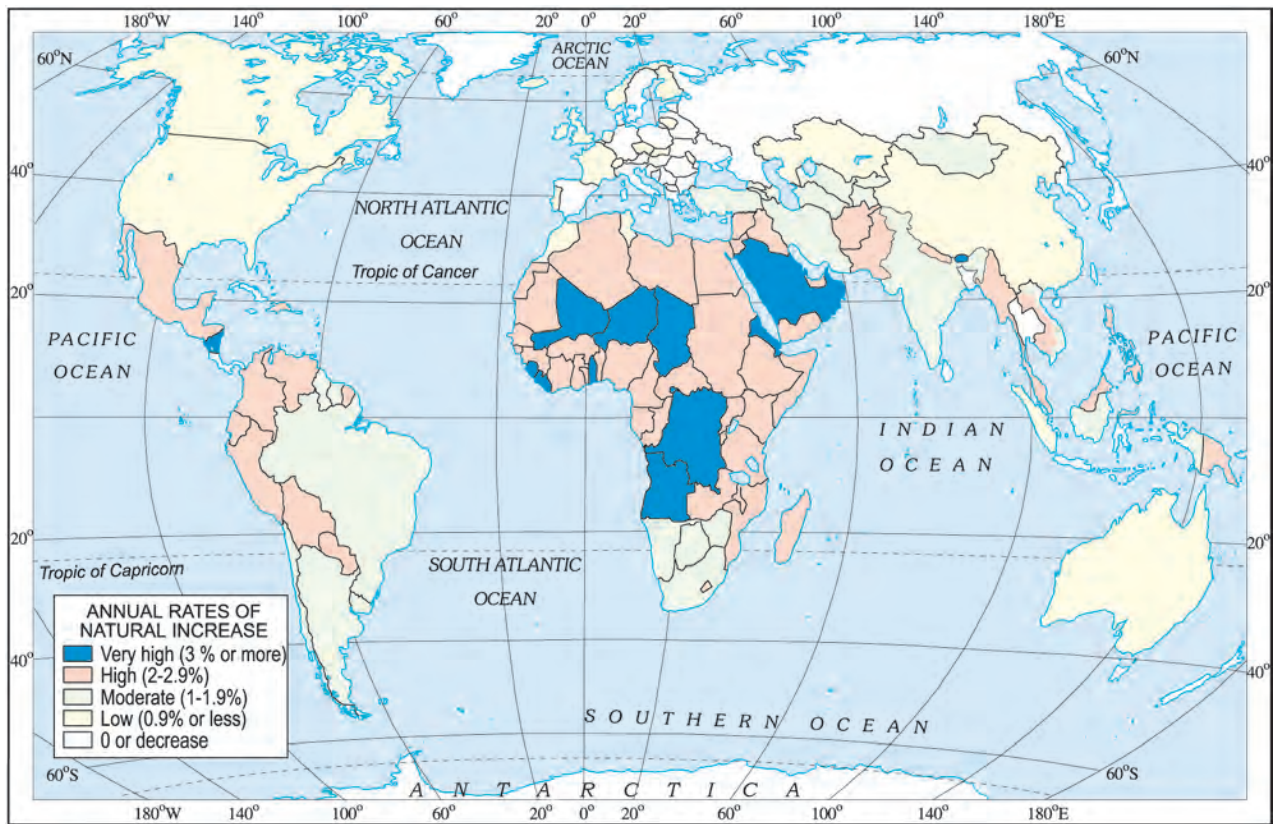 180°W 140° 100° 60° 20° 0° 20° 60° 100° 140° 180°E
ARCTIC
OCEAN
60°N
60°N
40°
40°
NORTH ATLANTIC
OCEAN
Tropic of Cancer
20°
20°
PACIFIC
OCEAN
PACIFIC
OCEAN
INDIAN
OCEAN
20°
20°
Tropic of Capricorn
SOUTH ATLANTIC
OCEAN
ANNUAL RATES OF
NATURAL INCREASE
Very high (3 % or more)
High (2-2.9%)
Moderate (1-1.9%)
Low (0.9% or less)
0 or decrease
40°
40°
SOUTHERN OCEAN
60°S
60°S
ANTARCTICA
180°W 140° 100° 60° 20° 0° 20° 60° 100° 140° 180°E